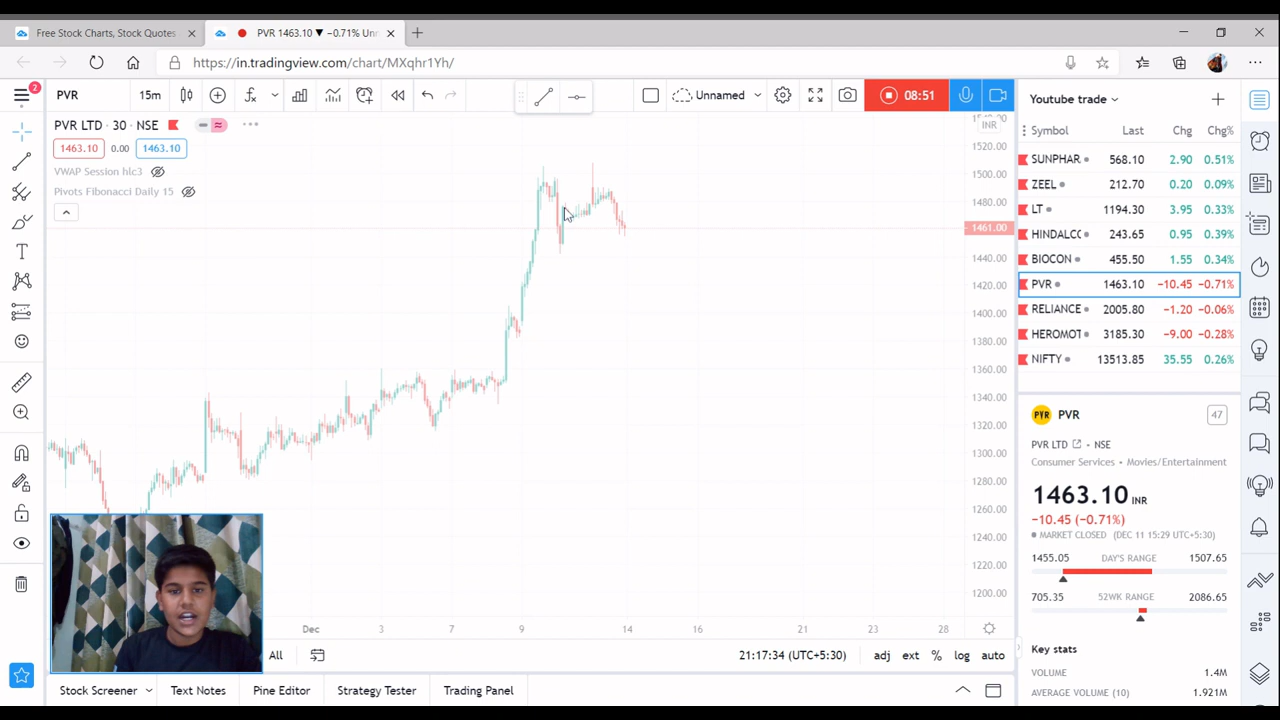 Free Stock Charts, Stock Quotes
PVR 1463.10 ▼ −0.71% Unn
https://in.tradingview.com/chart/MXqhr1Yh/
2
PVR
15m
Unnamed
08:51
PVR LTD · 30 · NSE
1463.10 0.00 1463.10
VWAP Session hlc3
Pivots Fibonacci Daily 15
INR
1520.00
1500.00
1480.00
1461.00
1440.00
1420.00
1400.00
1380.00
1360.00
1340.00
1320.00
1300.00
1280.00
1260.00
1240.00
1220.00
1200.00
Dec 3 7 9 14 16 21 23 28
All
21:17:34 (UTC+5:30) adj ext % log auto
Stock Screener Text Notes Pine Editor Strategy Tester Trading Panel
Youtube trade
Symbol Last Chg Chg%
SUNPHAR 568.10 2.90 0.51%
ZEEL 212.70 0.20 0.09%
LT 1194.30 3.95 0.33%
HINDALCO 243.65 0.95 0.39%
BIOCON 455.50 1.55 0.34%
PVR 1463.10 −10.45 −0.71%
RELIANCE 2005.80 −1.20 −0.06%
HEROMOT 3185.30 −9.00 −0.28%
NIFTY 13513.85 35.55 0.26%
PVR PVR 47
PVR LTD · NSE
Consumer Services • Movies/Entertainment
1463.10 INR
−10.45 (−0.71%)
MARKET CLOSED (DEC 11 15:29 UTC+5:30)
1455.05 DAY'S RANGE 1507.65
705.35 52WK RANGE 2086.65
Key stats
VOLUME 1.4M
AVERAGE VOLUME (10) 1.921M